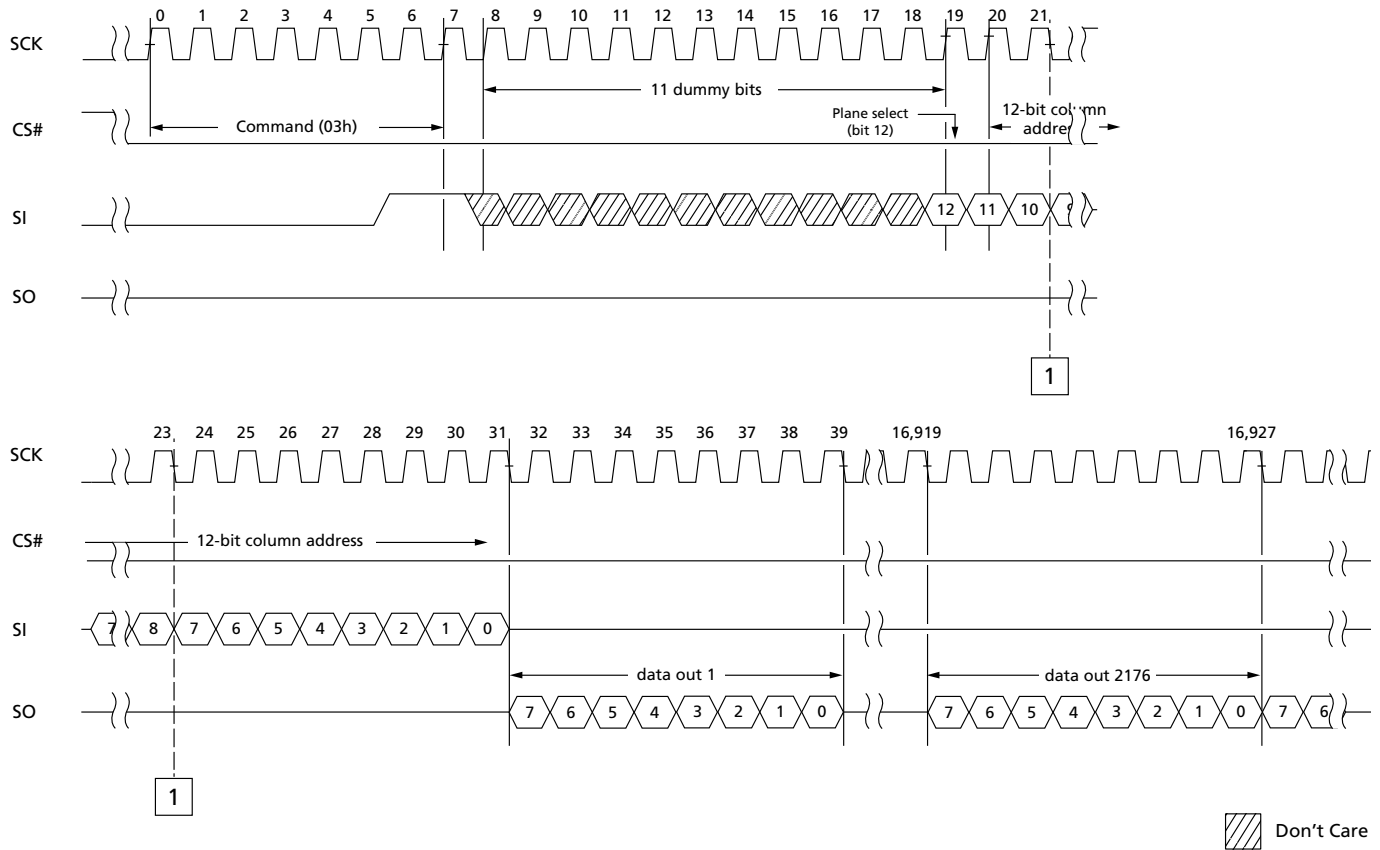 0 1 2 3 4 5 6 7 8 9 10 11 12 13 14 15 16 17 18 19 20 21
SCK
11 dummy bits
Plane select
(bit 12)
12-bit column
CS#
Command (03h)
SI
12 11 10
SO
1
23 24 25 26 27 28 29 30 31 32 33 34 35 36 37 38 39 16,919 16,927
SCK
CS#
12-bit column address
SI
7 8 7 6 5 4 3 2 1 0
data out 1
data out 2176
SO
7 6 5 4 3 2 1 0 7 6 5 4 3 2 1 0 7 6
1
Don't Care